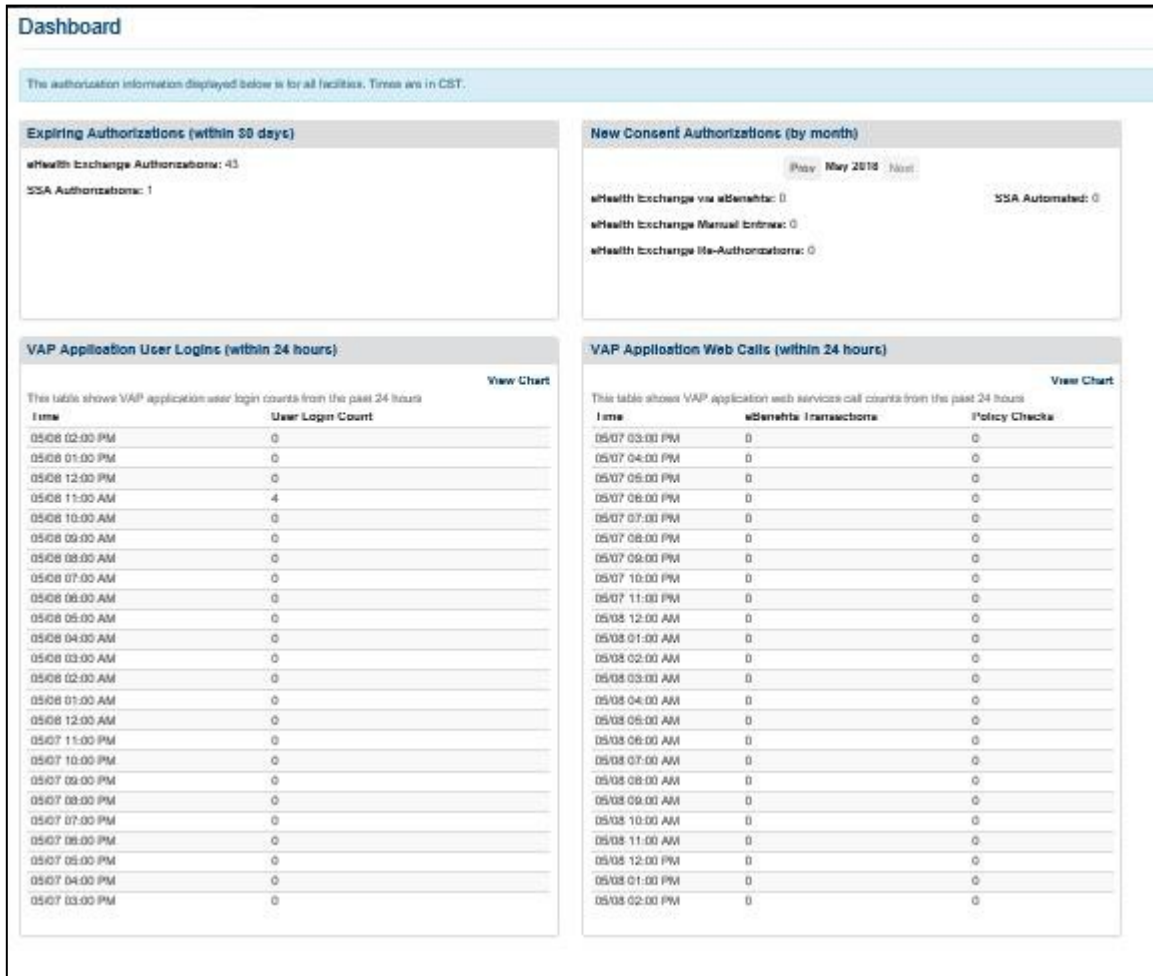 Dashboard
The authorization information displayed below is for all facilities. Times are in CST.
Expiring Authorizations (within 30 days)
eHealth Exchange Authorizations: 43
SSA Authorizations: 1
New Consent Authorizations (by month)
Prev May 2018 Next
eHealth Exchange via eBenefits: 0 SSA Automated: 0
eHealth Exchange Manual Entries: 0
eHealth Exchange Re-Authorizations: 0
VAP Application User Logins (within 24 hours)
View Chart
This table shows VAP application user login counts from the past 24 hours
Time User Login Count
05/08 02:00 PM 0
05/08 01:00 PM 0
05/08 12:00 PM 0
05/08 11:00 AM 4
05/08 10:00 AM 0
05/08 09:00 AM 0
05/08 08:00 AM 0
05/08 07:00 AM 0
05/08 06:00 AM 0
05/08 05:00 AM 0
05/08 04:00 AM 0
05/08 03:00 AM 0
05/08 02:00 AM 0
05/08 01:00 AM 0
05/08 12:00 AM 0
05/07 11:00 PM 0
05/07 10:00 PM 0
05/07 09:00 PM 0
05/07 08:00 PM 0
05/07 07:00 PM 0
05/07 06:00 PM 0
05/07 05:00 PM 0
05/07 04:00 PM 0
05/07 03:00 PM 0
VAP Application Web Calls (within 24 hours)
View Chart
This table shows VAP application web services call counts from the past 24 hours
Time eBenefits Transactions Policy Checks
05/07 03:00 PM 0 0
05/07 04:00 PM 0 0
05/07 05:00 PM 0 0
05/07 06:00 PM 0 0
05/07 07:00 PM 0 0
05/07 08:00 PM 0 0
05/07 09:00 PM 0 0
05/07 10:00 PM 0 0
05/07 11:00 PM 0 0
05/08 12:00 AM 0 0
05/08 01:00 AM 0 0
05/08 02:00 AM 0 0
05/08 03:00 AM 0 0
05/08 04:00 AM 0 0
05/08 05:00 AM 0 0
05/08 06:00 AM 0 0
05/08 07:00 AM 0 0
05/08 08:00 AM 0 0
05/08 09:00 AM 0 0
05/08 10:00 AM 0 0
05/08 11:00 AM 0 0
05/08 12:00 PM 0 0
05/08 01:00 PM 0 0
05/08 02:00 PM 0 0